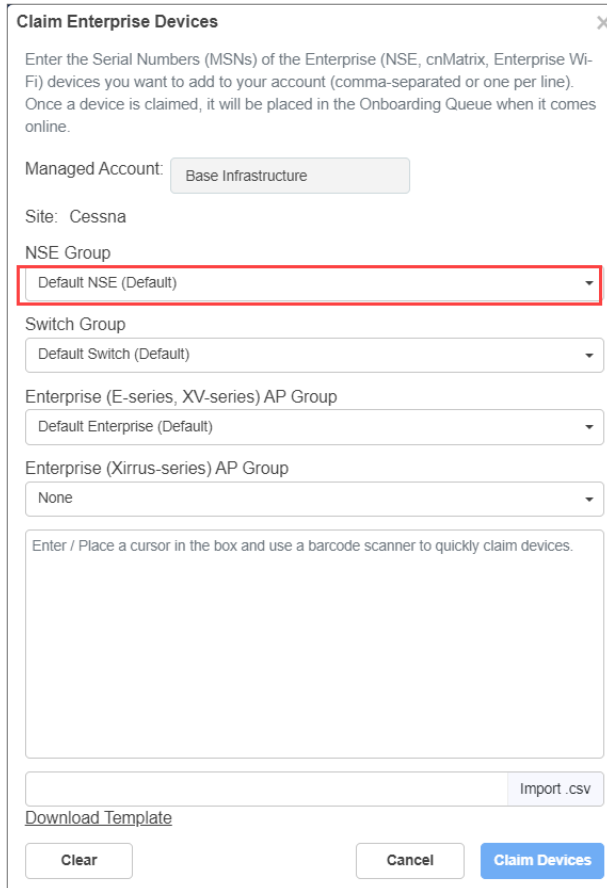 Claim Enterprise Devices ×
Enter the Serial Numbers (MSNs) of the Enterprise (NSE, cnMatrix, Enterprise Wi-
Fi) devices you want to add to your account (comma-separated or one per line).
Once a device is claimed, it will be placed in the Onboarding Queue when it comes
online.
Managed Account: Base Infrastructure
Site: Cessna
NSE Group
Default NSE (Default)
Switch Group
Default Switch (Default)
Enterprise (E-series, XV-series) AP Group
Default Enterprise (Default)
Enterprise (Xirrus-series) AP Group
None
Enter / Place a cursor in the box and use a barcode scanner to quickly claim devices.
Import .csv
Download Template
Clear Cancel Claim Devices